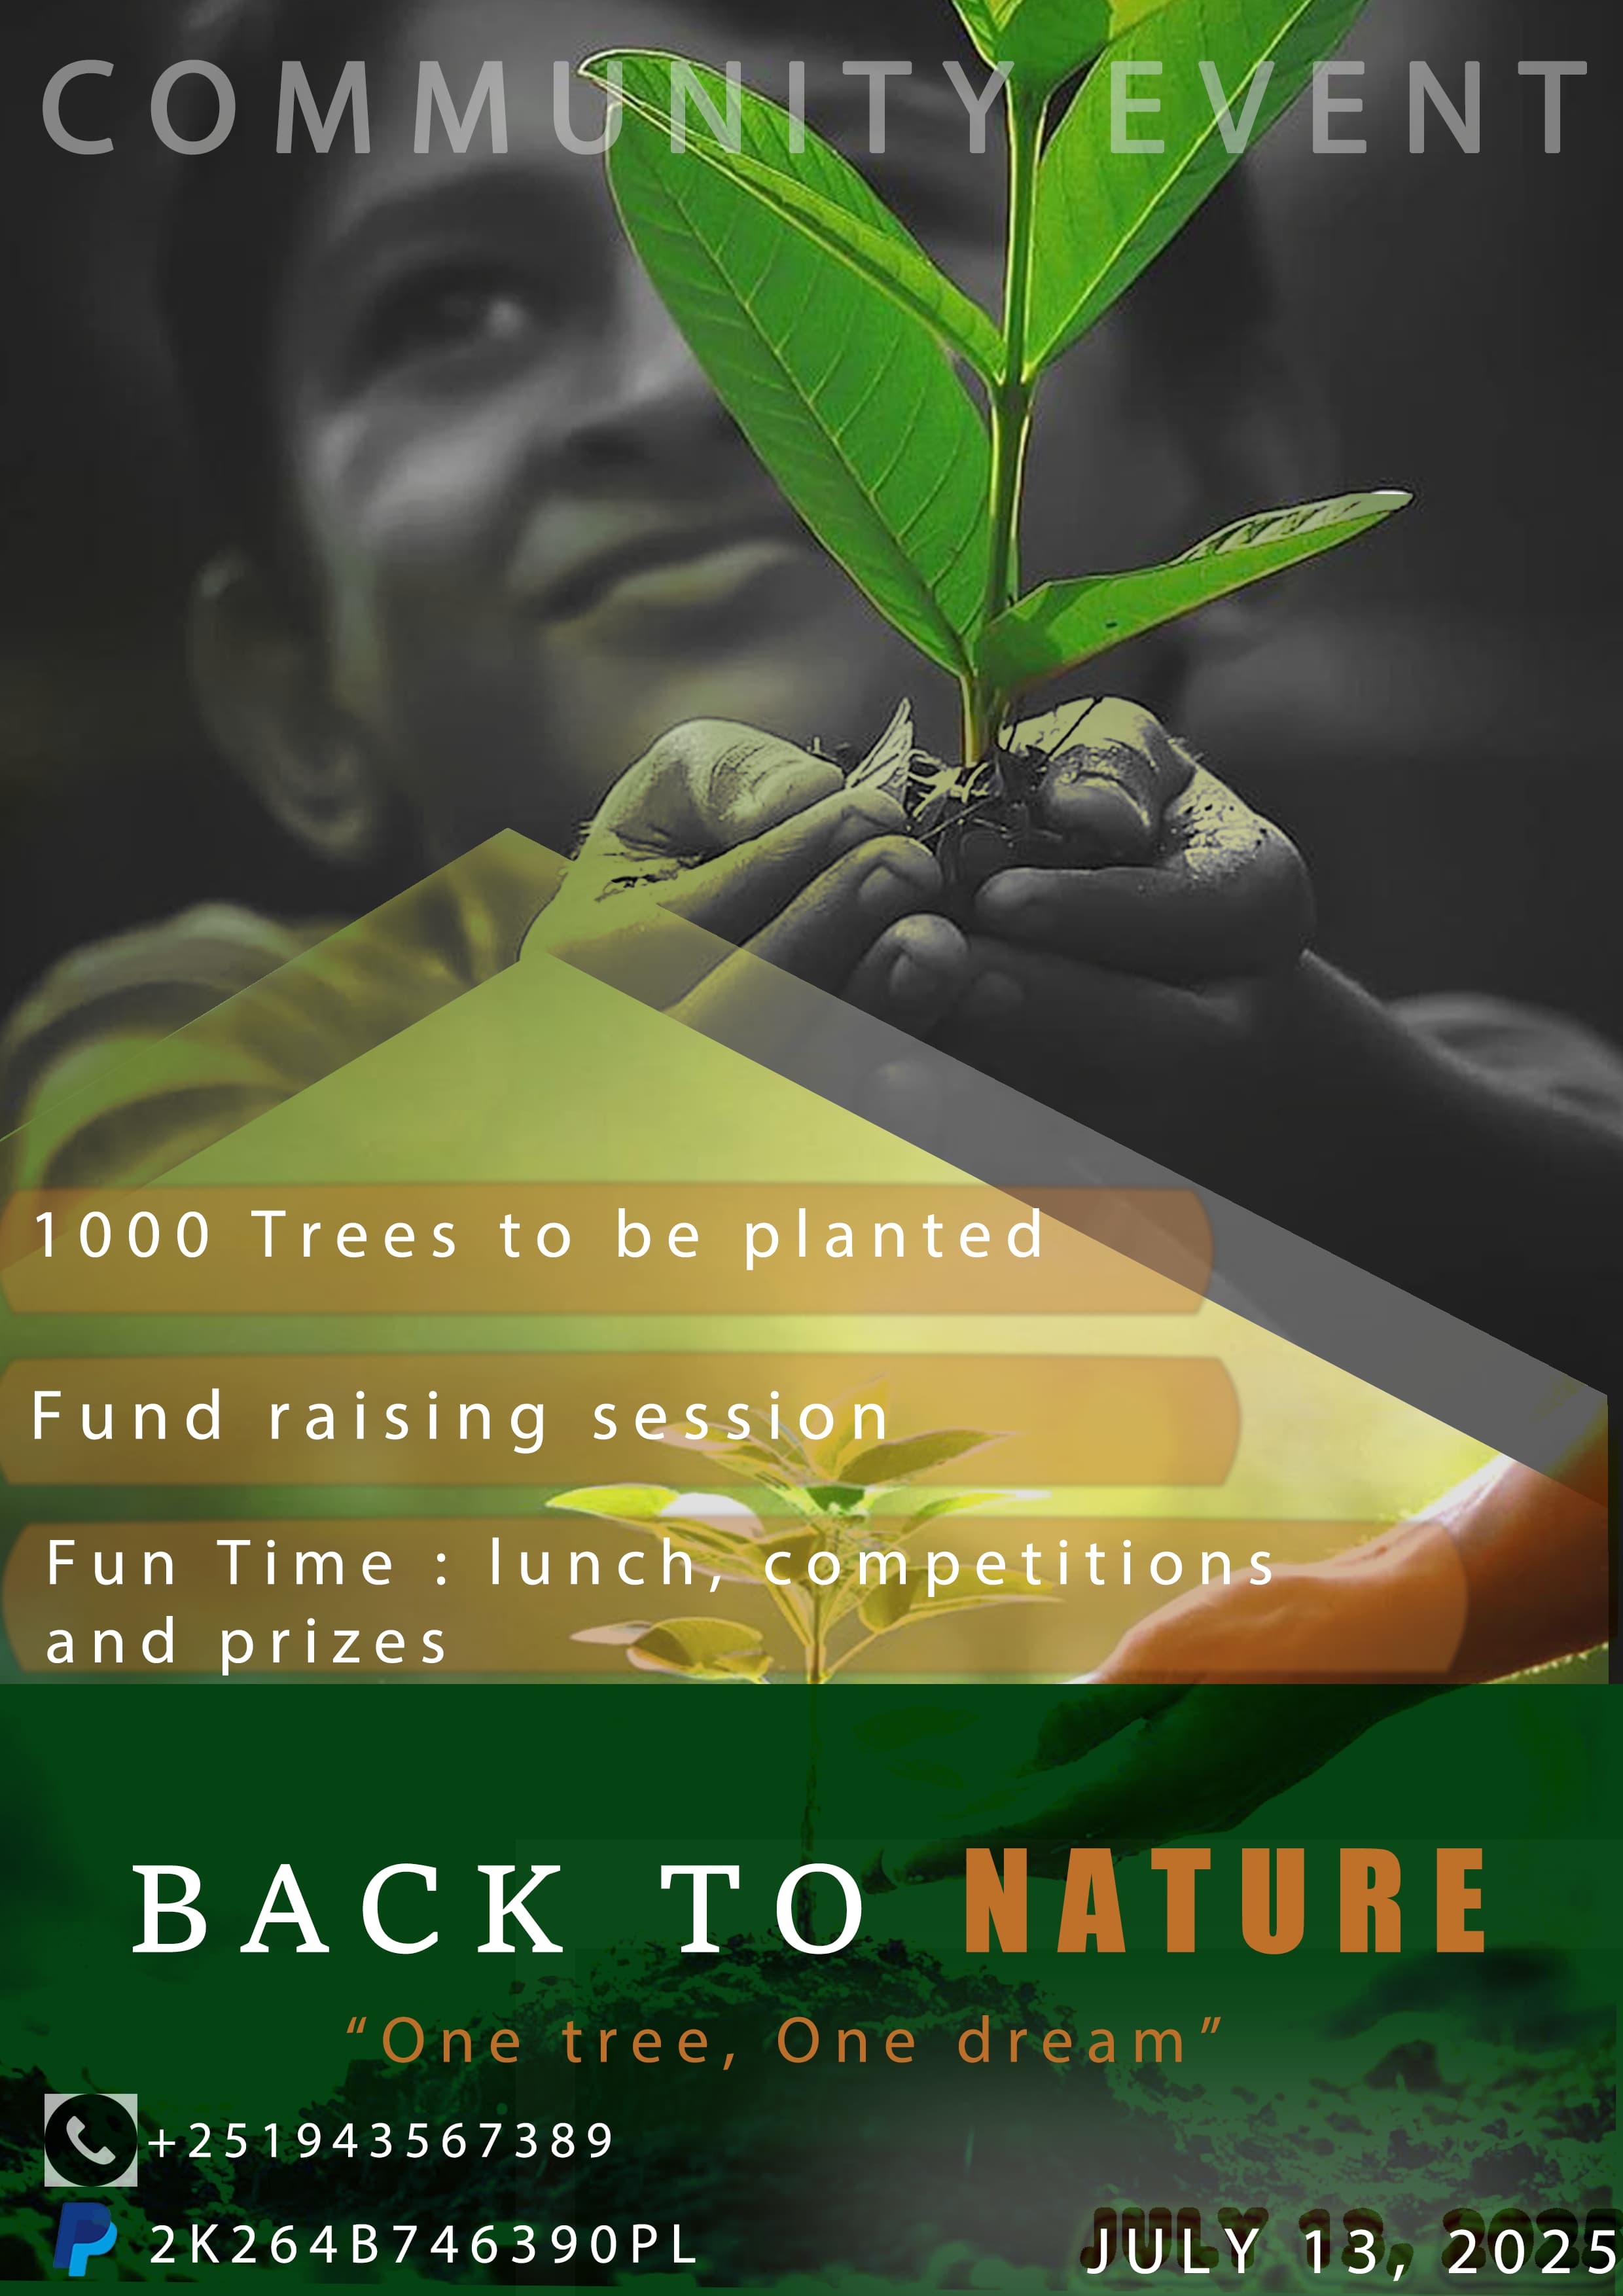 COMMUNITY EVENT
1000 Trees to be planted
Fund raising session
Fun Time : lunch, competitions
and prizes
BACK TO NATURE
“One tree, One dream”
+251943567389
2K264B746390PL
JULY 13, 2025